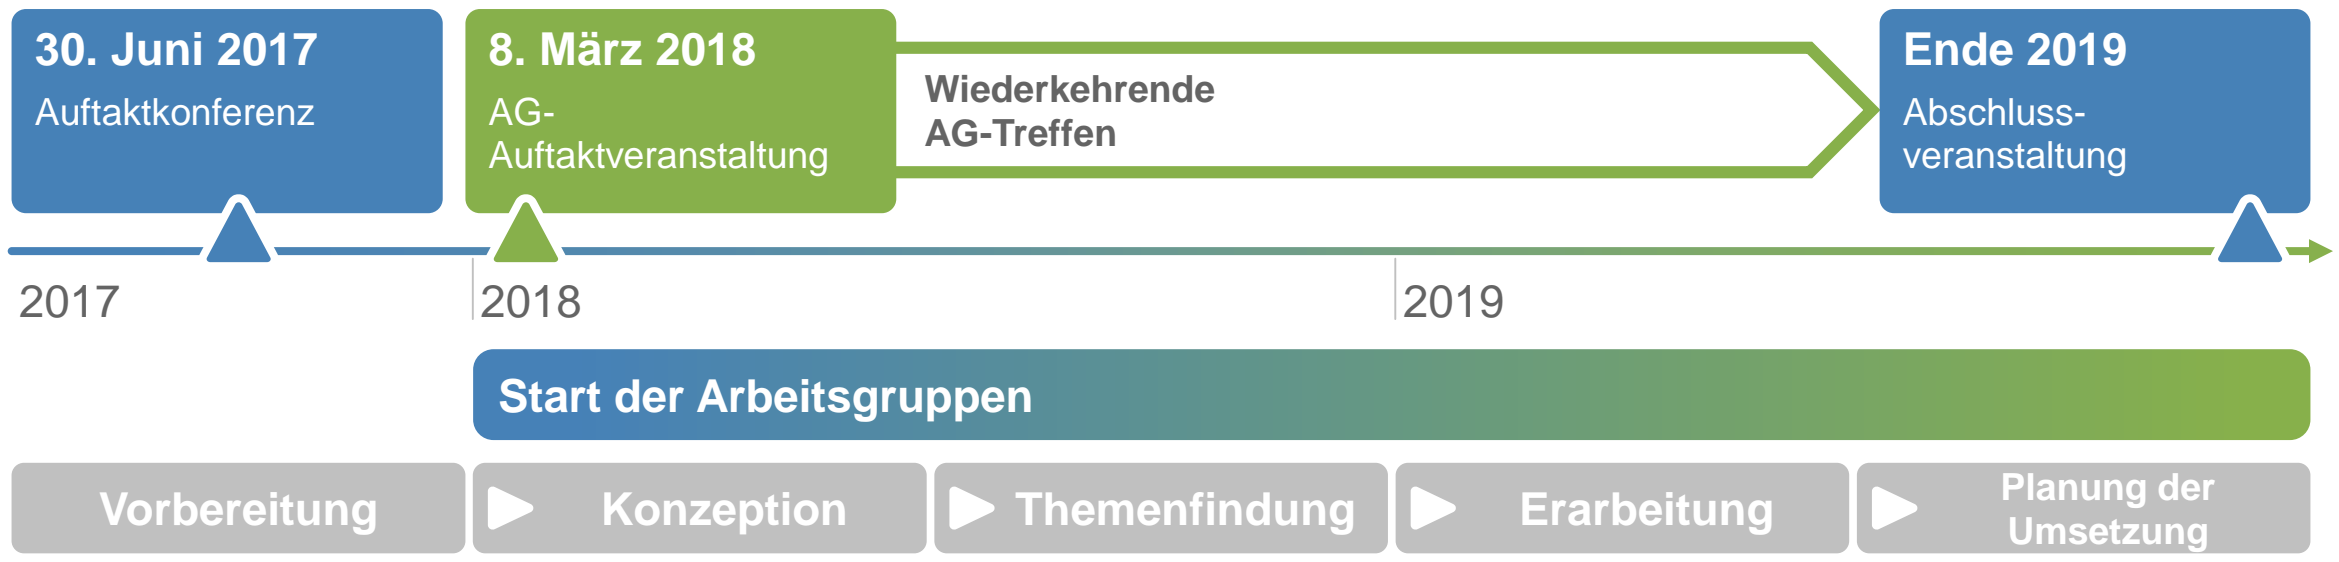 30. Juni 2017
Auftaktkonferenz
8. März 2018
AG-
Auftaktveranstaltung
Wiederkehrende
AG-Treffen
Ende 2019
Abschluss-
veranstaltung
2017
2018
2019
Start der Arbeitsgruppen
Vorbereitung
Konzeption
Themenfindung
Erarbeitung
Planung der
Umsetzung